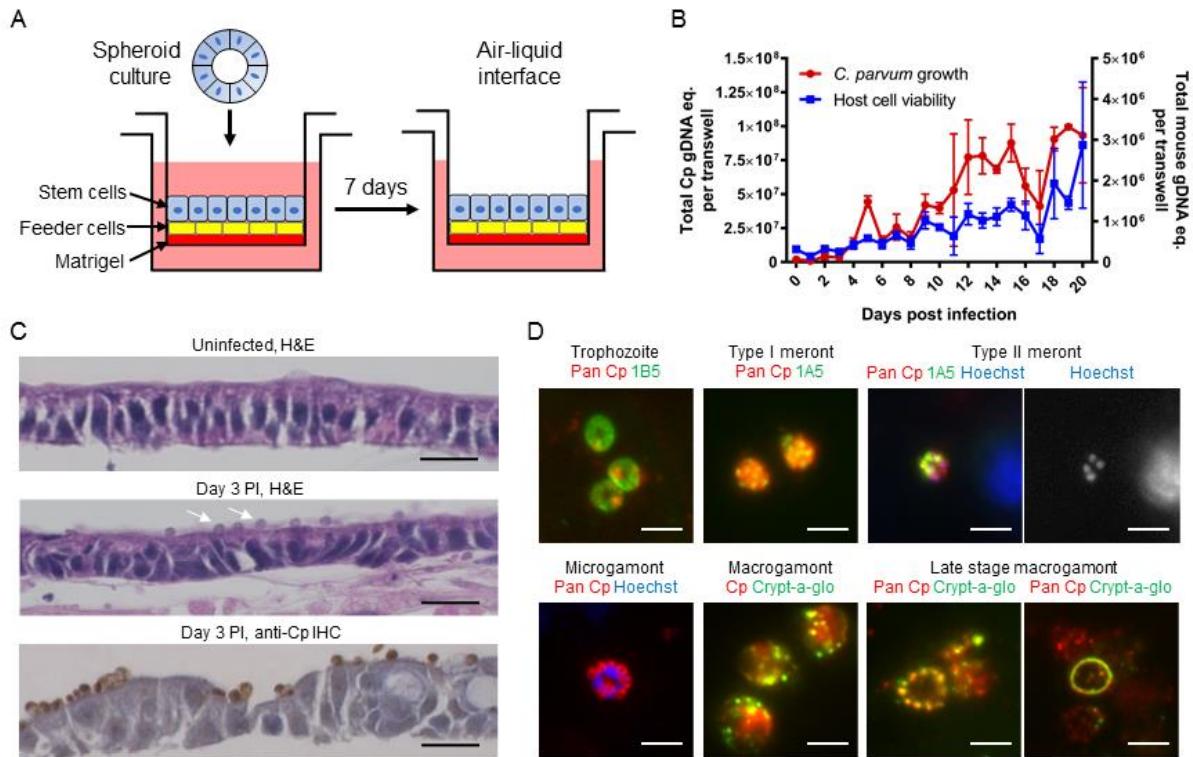 A
Spheroid
culture
Air-liquid
interface
7 days
Stem cells
Feeder cells
Matrigel
B
Total Cp gDNA eq.
per transwell
1.5×10⁸
1.2×10⁸
1×10⁸
7.5×10⁷
5×10⁷
2.5×10⁷
0
C. parvum growth
Host cell viability
5×10⁶
4×10⁶
3×10⁶
2×10⁶
1×10⁶
0
Total mouse gDNA eq.
per transwell
0 2 4 6 8 10 12 14 16 18 20
Days post infection
C
Uninfected, H&E
Day 3 PI, H&E
Day 3 PI, anti-Cp IHC
D
Trophozoite
Pan Cp 1B5
Type I meront
Pan Cp 1A5
Type II meront
Pan Cp 1A5 Hoechst
Hoechst
Microgamont
Pan Cp Hoechst
Macrogamont
Cp Crypt-a-glo
Late stage macrogamont
Pan Cp Crypt-a-glo
Pan Cp Crypt-a-glo